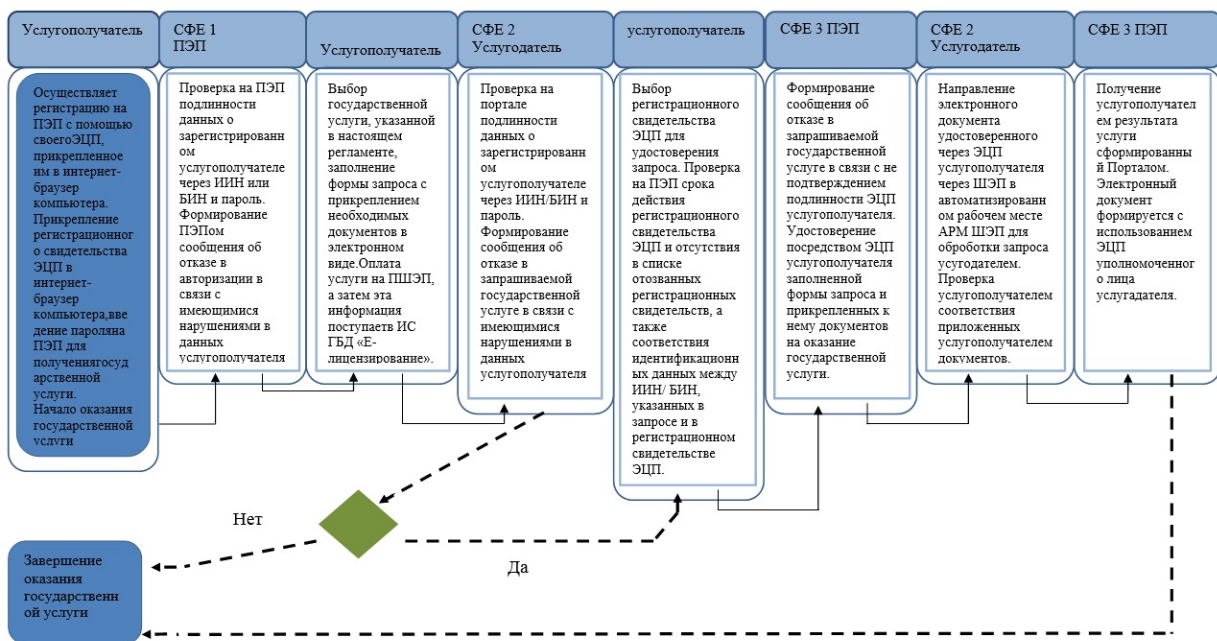 Услугополучатель
Осуществляет
регистрацию на
ПЭП с помощью
своегоЭЦП,
прикрепленное
им в интернет-
браузер
компьютера.
Прикрепление
регистрационног
о свидетельства
ЭЦП в
интернет-
браузер
компьютера,вве
дение пароляна
ПЭП для
получениягосуд
арственной
услуги.
Начало оказания
государственной
услуги
СФЕ 1
ПЭП
Проверка на ПЭП
подлинности
данных о
зарегистрированн
ом
услугополучателе
через ИИН или
БИН и пароль.
Формирование
ПЭПом
сообщения об
отказе в
авторизации в
связи с
имеющимися
нарушениями в
данных
услугополучателя
Услугополучатель
Выбор
государственной
услуги, указанной
в настоящем
регламенте,
заполнение
формы запроса с
прикреплением
необходимых
документов в
электронном
виде.Оплата
услуги на ПШЭП,
а затем эта
информация
поступаетв ИС
ГБД «Е-
лицензирование».
СФЕ 2
Услугодатель
Проверка на
портале
подлинности
данных о
зарегистрированн
ом
услугополучателе
через ИИН/БИН и
пароль.
Формирование
сообщения об
отказе в
запрашиваемой
государственной
услуге в связи с
имеющимися
нарушениями в
данных
услугополучателя
услугополучатель
Выбор
регистрационного
свидетельства
ЭЦП для
удостоверения
запроса. Проверка
на ПЭП срока
действия
регистрационного
свидетельства
ЭЦП и отсутствия
в списке
отозванных
регистрационных
свидетельств, а
также
соответствия
идентификационн
ых данных между
ИИН/ БИН,
указанных в
запросе и в
регистрационном
свидетельстве
ЭЦП.
СФЕ 3 ПЭП
Формирование
сообщения об
отказе в
запрашиваемой
государственной
услуге в связи с не
подтверждением
подлинности ЭЦП
услугополучателя.
Удостоверение
посредством ЭЦП
услугополучателя
заполненной
формы запроса и
прикрепленных к
нему документов
на оказание
государственной
услуги.
СФЕ 2
Услугодатель
Направление
электронного
документа
удостоверенного
через ЭЦП
услугополучателя
через ШЭП в
автоматизированн
ом рабочем месте
АРМ ШЭП для
обработки запроса
усугодателем.
Проверка
услугополучателем
соответствия
приложенных
услугополучателем
документов.
СФЕ 3 ПЭП
Получение
услугополучател
ем результата
услуги
сформированны
й Порталом.
Электронный
документ
формируется с
использованием
ЭЦП
уполномоченног
о лица
услугадателя.
Нет
Да
Завершение
оказания
государственн
ой услуги